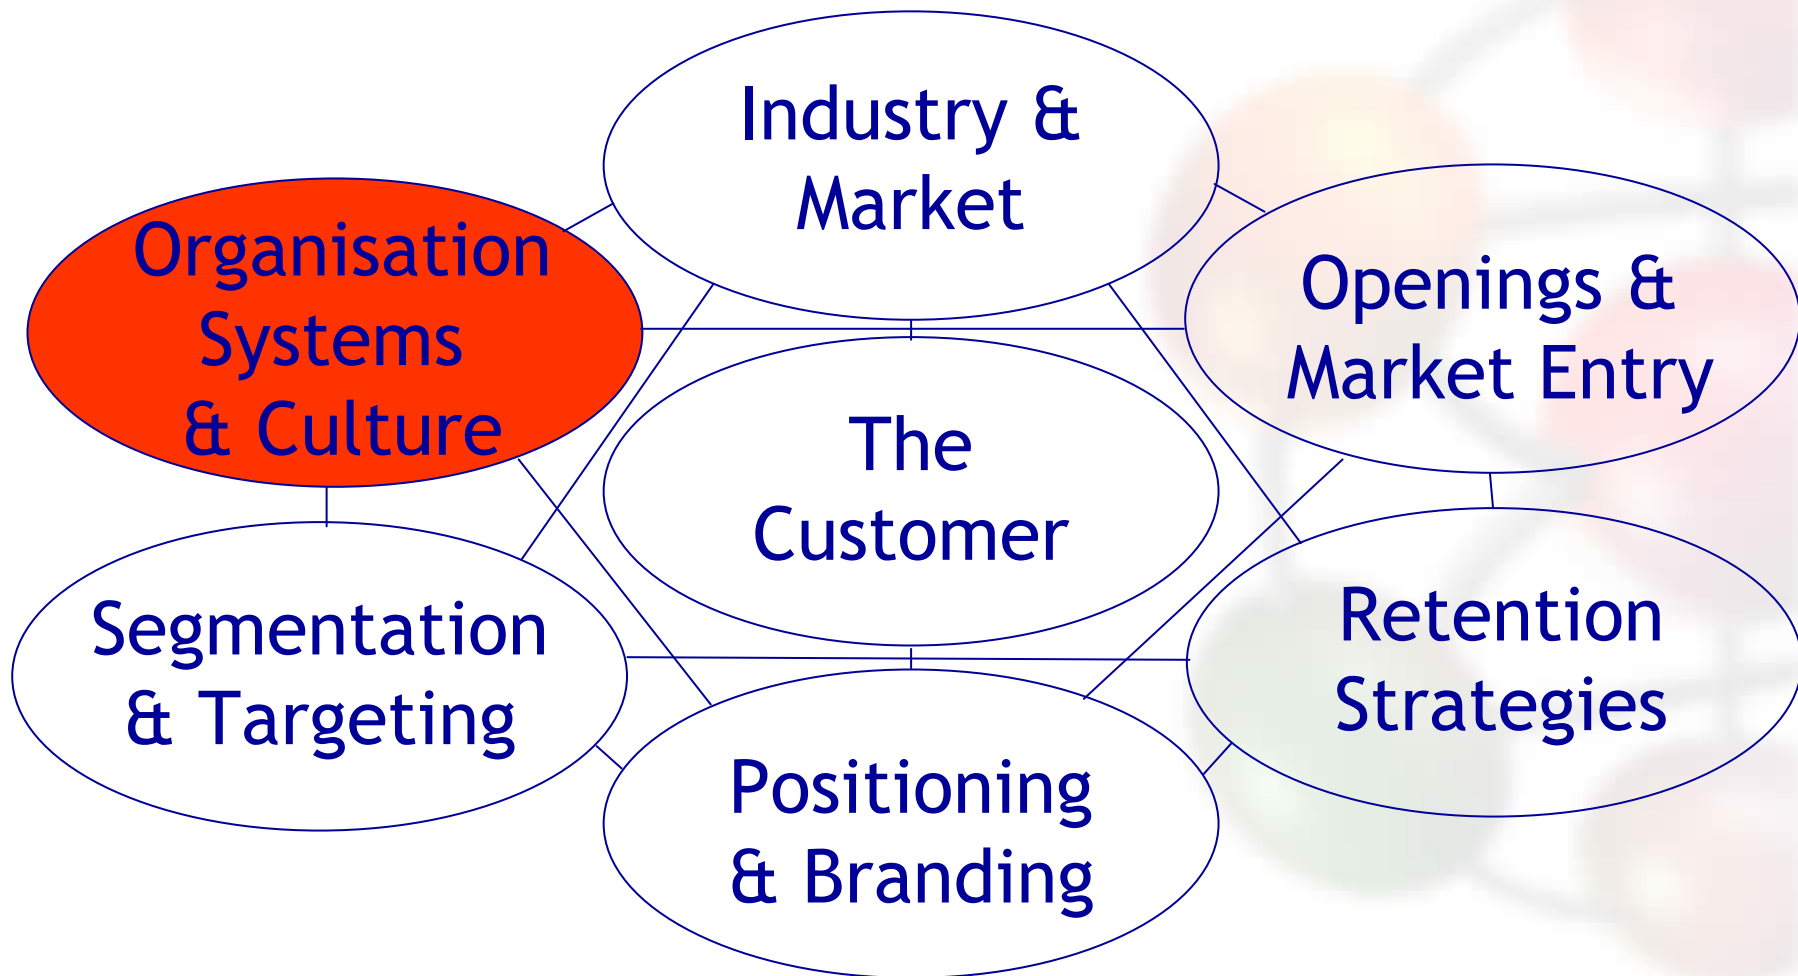 Industry &
Market
Organisation
Systems
& Culture
Openings &
Market Entry
The
Customer
Segmentation
& Targeting
Retention
Strategies
Positioning
& Branding